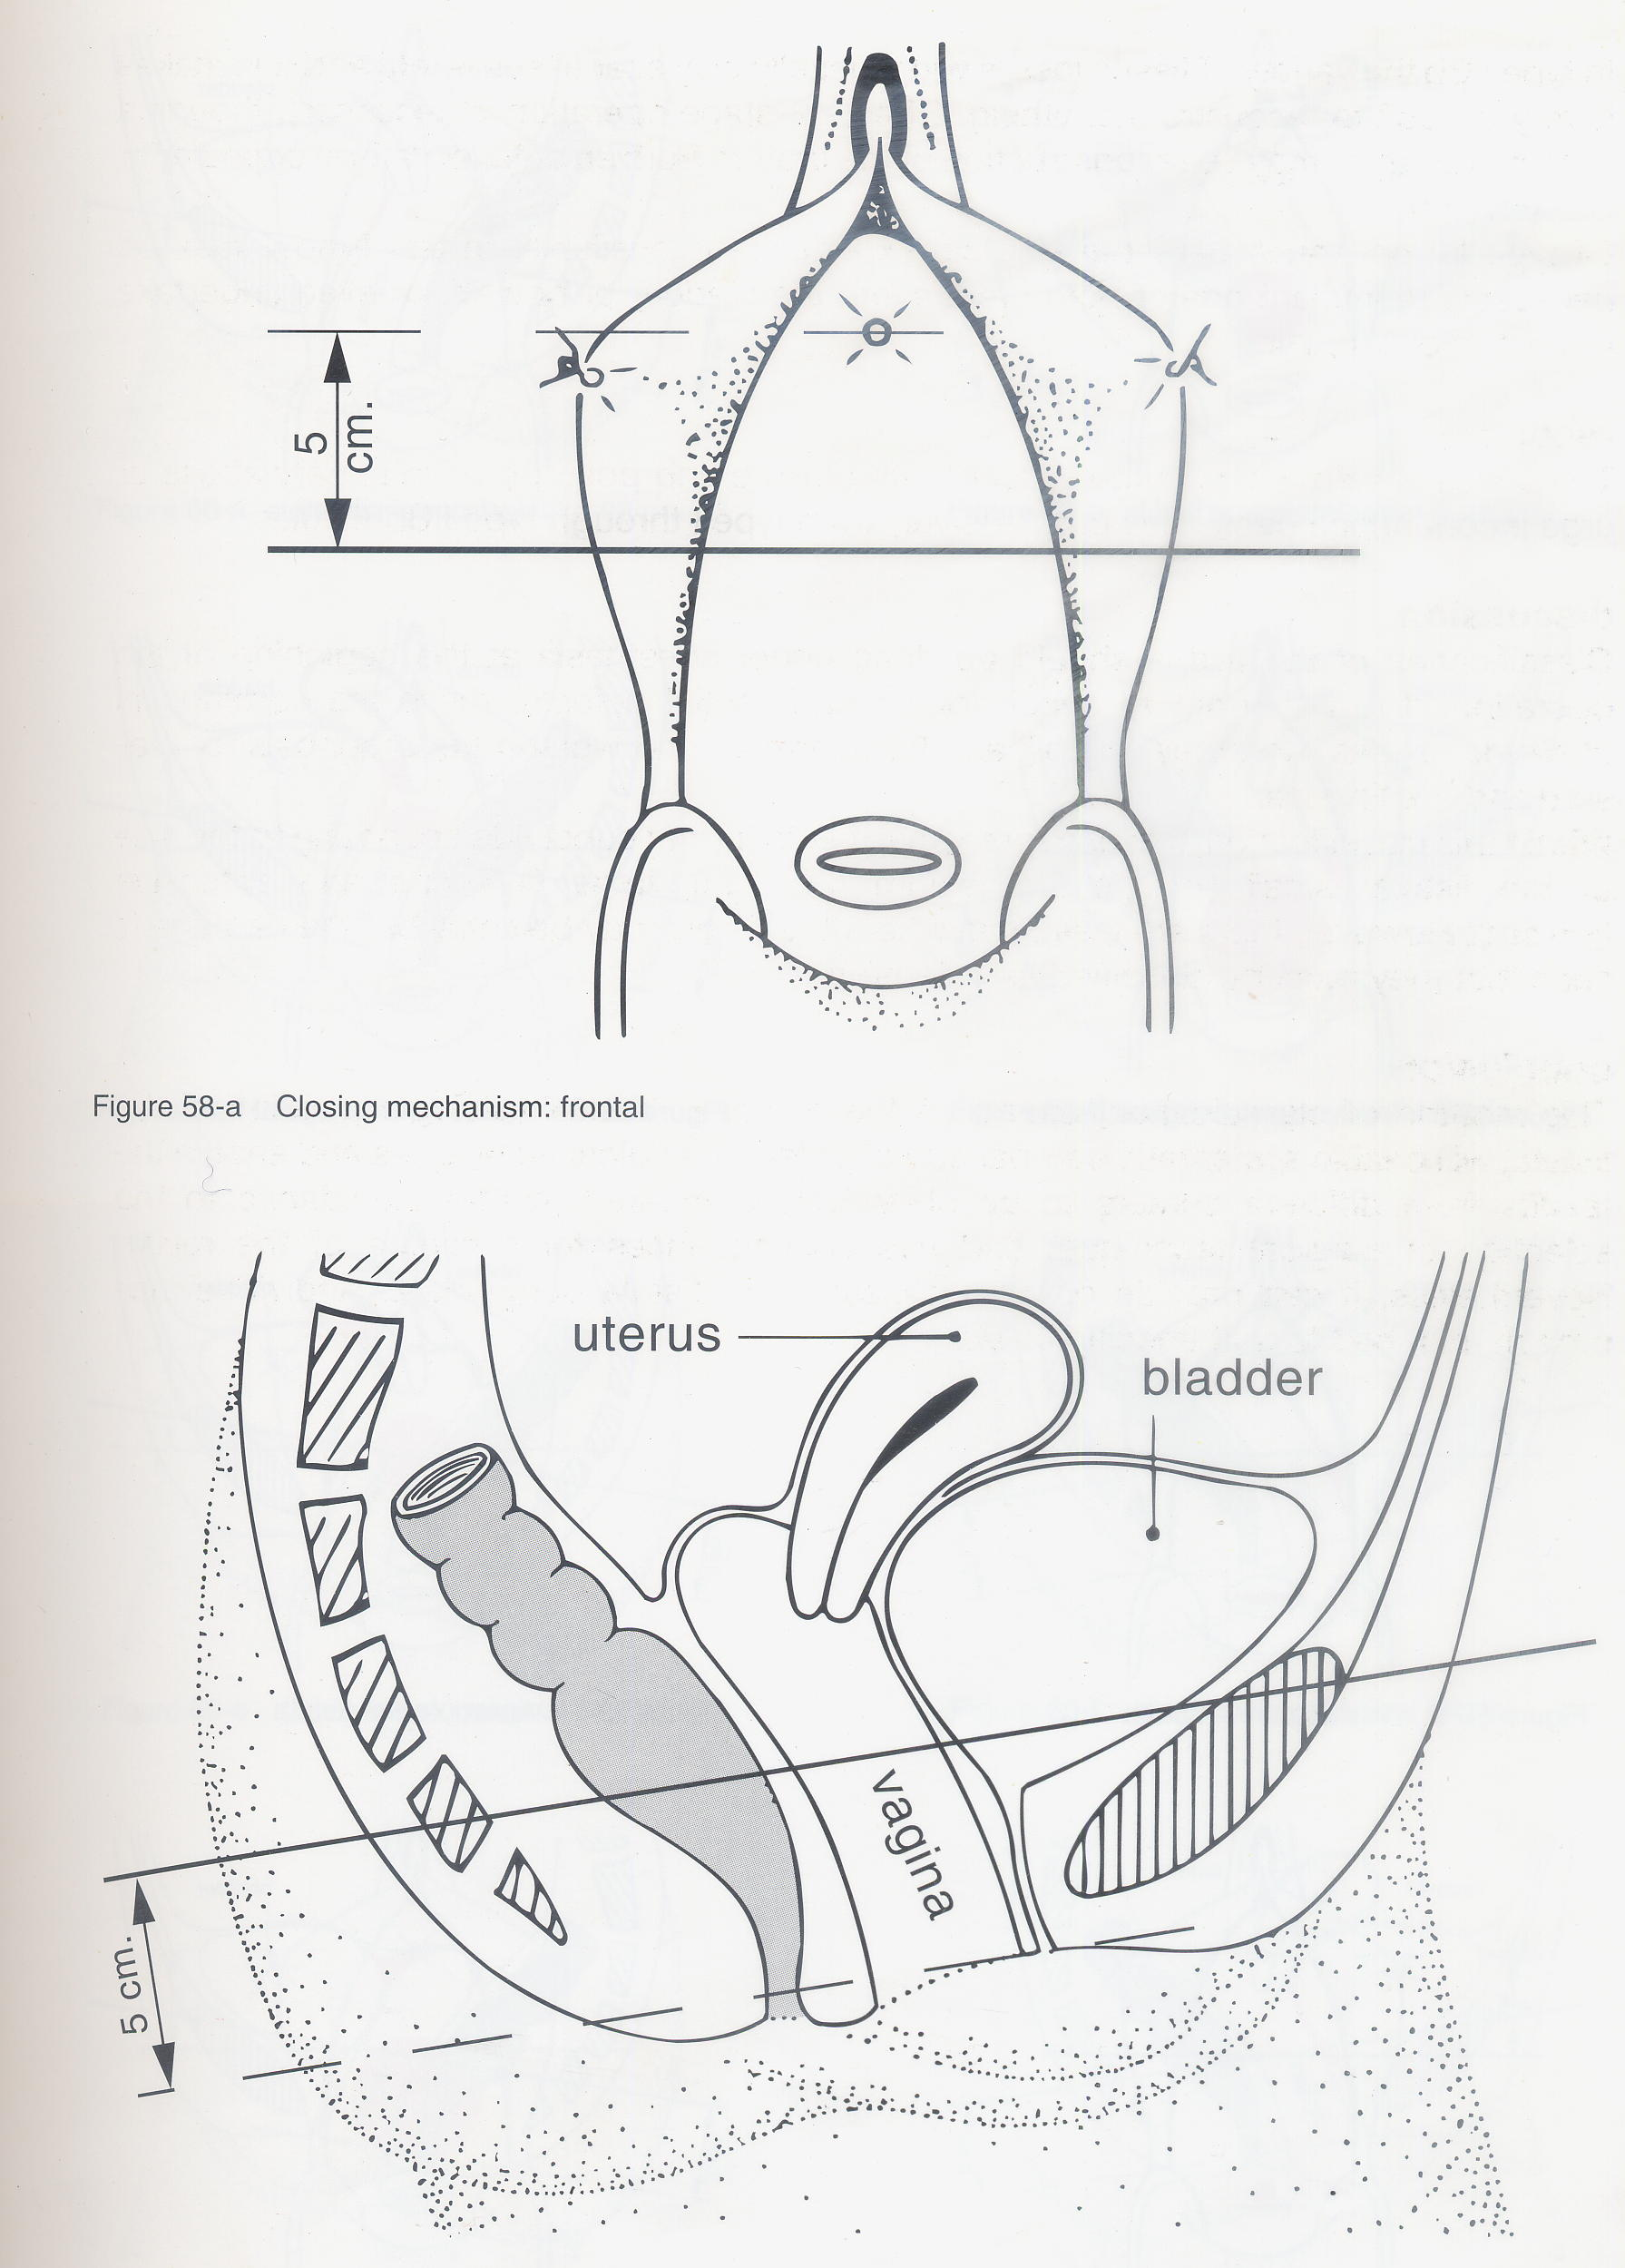 5
cm.
Figure 58-a Closing mechanism: frontal
uterus
bladder
vagina
5 cm.